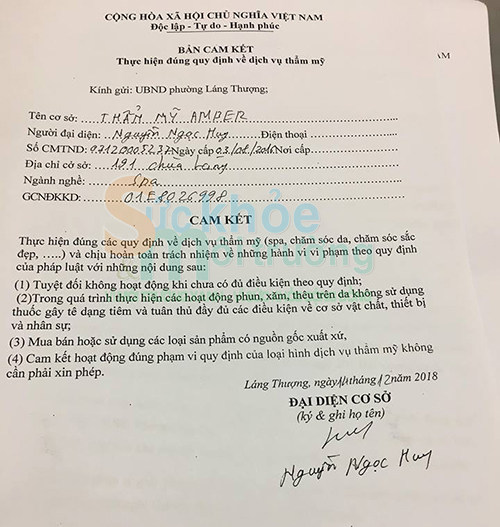 CỘNG HÒA XÃ HỘI CHỦ NGHĨA VIỆT NAM
Độc lập - Tự do - Hạnh phúc
BẢN CAM KẾT
Thực hiện đúng quy định về dịch vụ thẩm mỹ
Kính gửi: UBND phường Láng Thượng;
Tên cơ sở: THẨM MỸ AMPER
Người đại diện: Nguyễn Ngọc Huy Điện thoại
Số CMTND: Ngày cấp Nơi cấp
Địa chỉ cơ sở: 191 chùa Láng
Ngành nghề: Spa
GCNĐKKD: 01E8026998
Sức khỏe
Môi trường
CAM KẾT
Thực hiện đúng các quy định về dịch vụ thẩm mỹ (spa, chăm sóc da, chăm sóc sắc
đẹp, ....) và chịu hoàn toàn trách nhiệm về những hành vi vi phạm theo quy định
của pháp luật với những nội dung sau:
(1) Tuyệt đối không hoạt động khi chưa có đủ điều kiện theo quy định;
(2)Trong quá trình thực hiện các hoạt động phun, xăm, thêu trên da không sử dụng
thuốc gây tê dạng tiêm và tuân thủ đầy đủ các điều kiện về cơ sở vật chất, thiết bị
và nhân sự;
(3) Mua bán hoặc sử dụng các loại sản phẩm có nguồn gốc xuất xứ,
(4) Cam kết hoạt động đúng phạm vi quy định của loại hình dịch vụ thẩm mỹ không
cần phải xin phép.
Láng Thượng, ngày 14/12/năm 2018
ĐẠI DIỆN CƠ SỞ
(ký & ghi họ tên)
Nguyễn Ngọc Huy